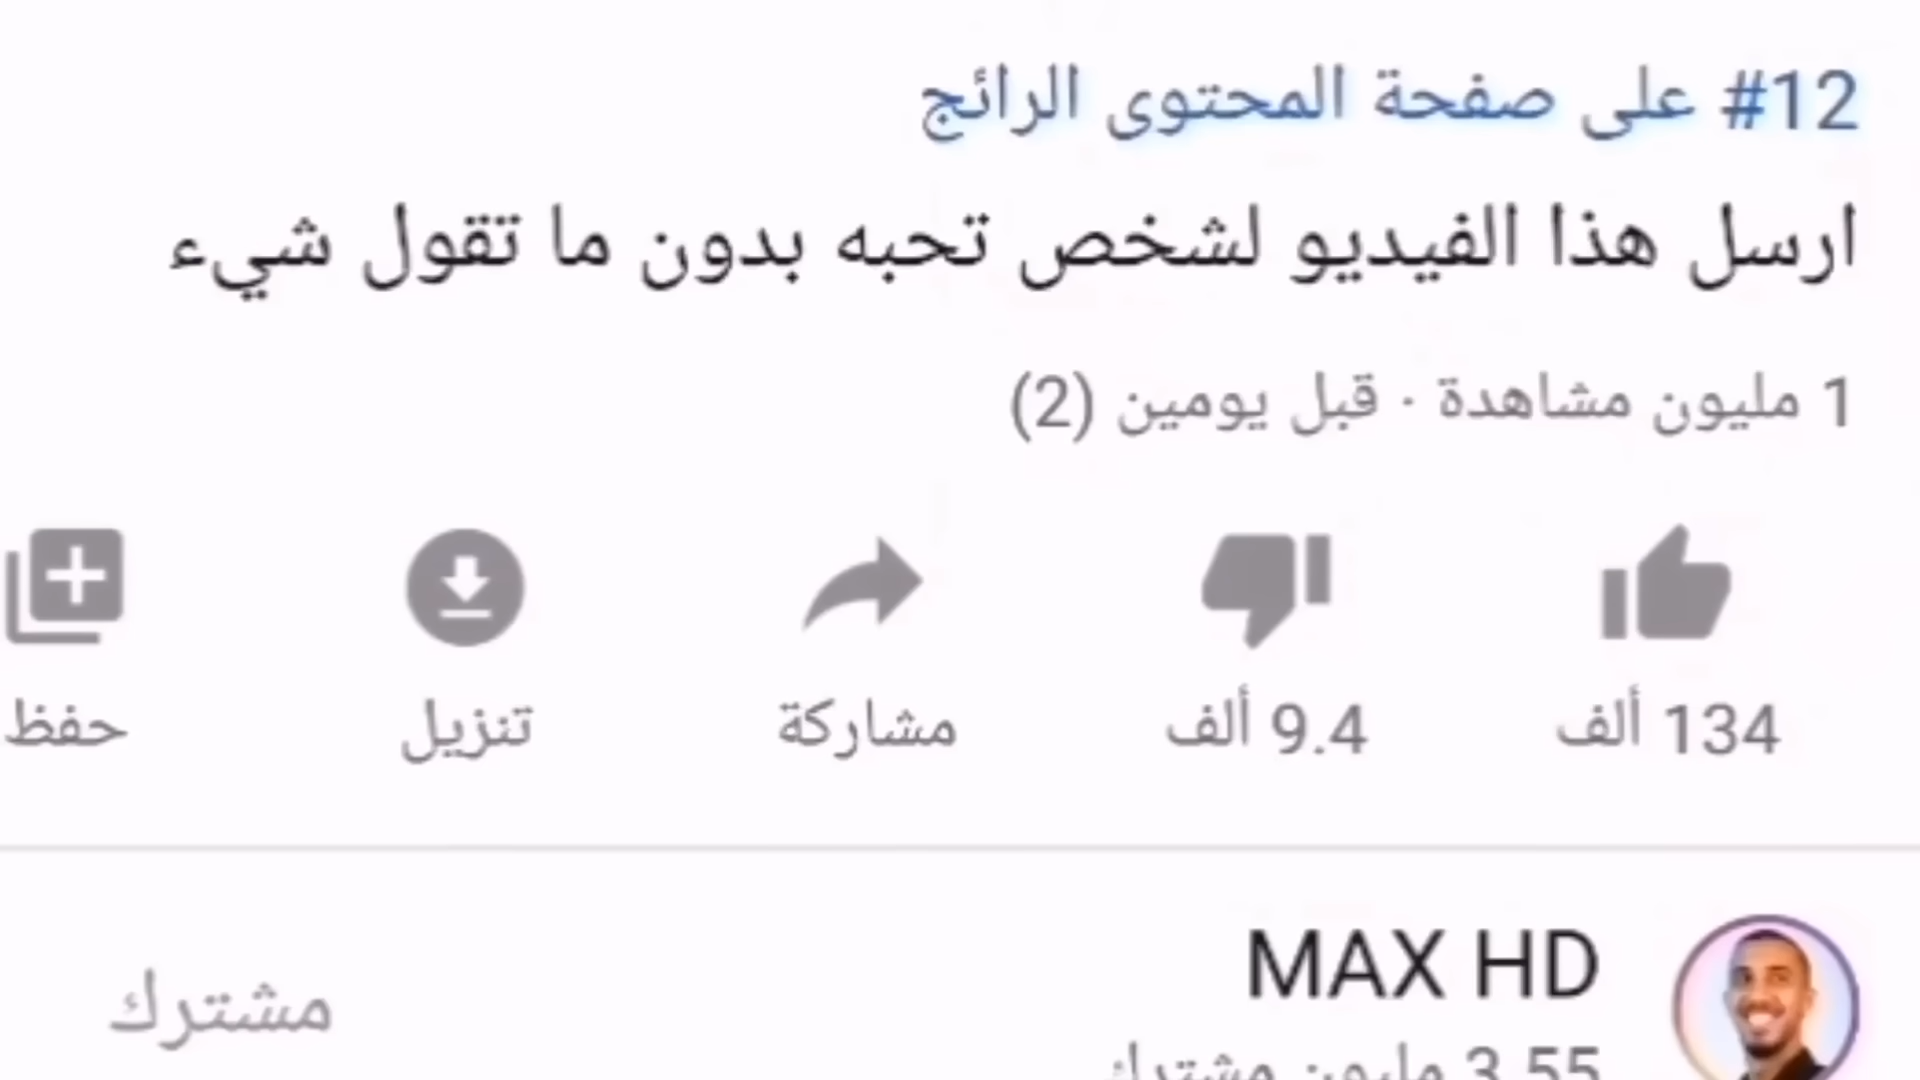 #12 على صفحة المحتوى الرائج
ارسل هذا الفيديو لشخص تحبه بدون ما تقول شيء
1 مليون مشاهدة · قبل يومين (2)
134 ألف
9.4 ألف
مشاركة
تنزيل
حفظ
MAX HD
3.55 مليون مشترك
مشترك